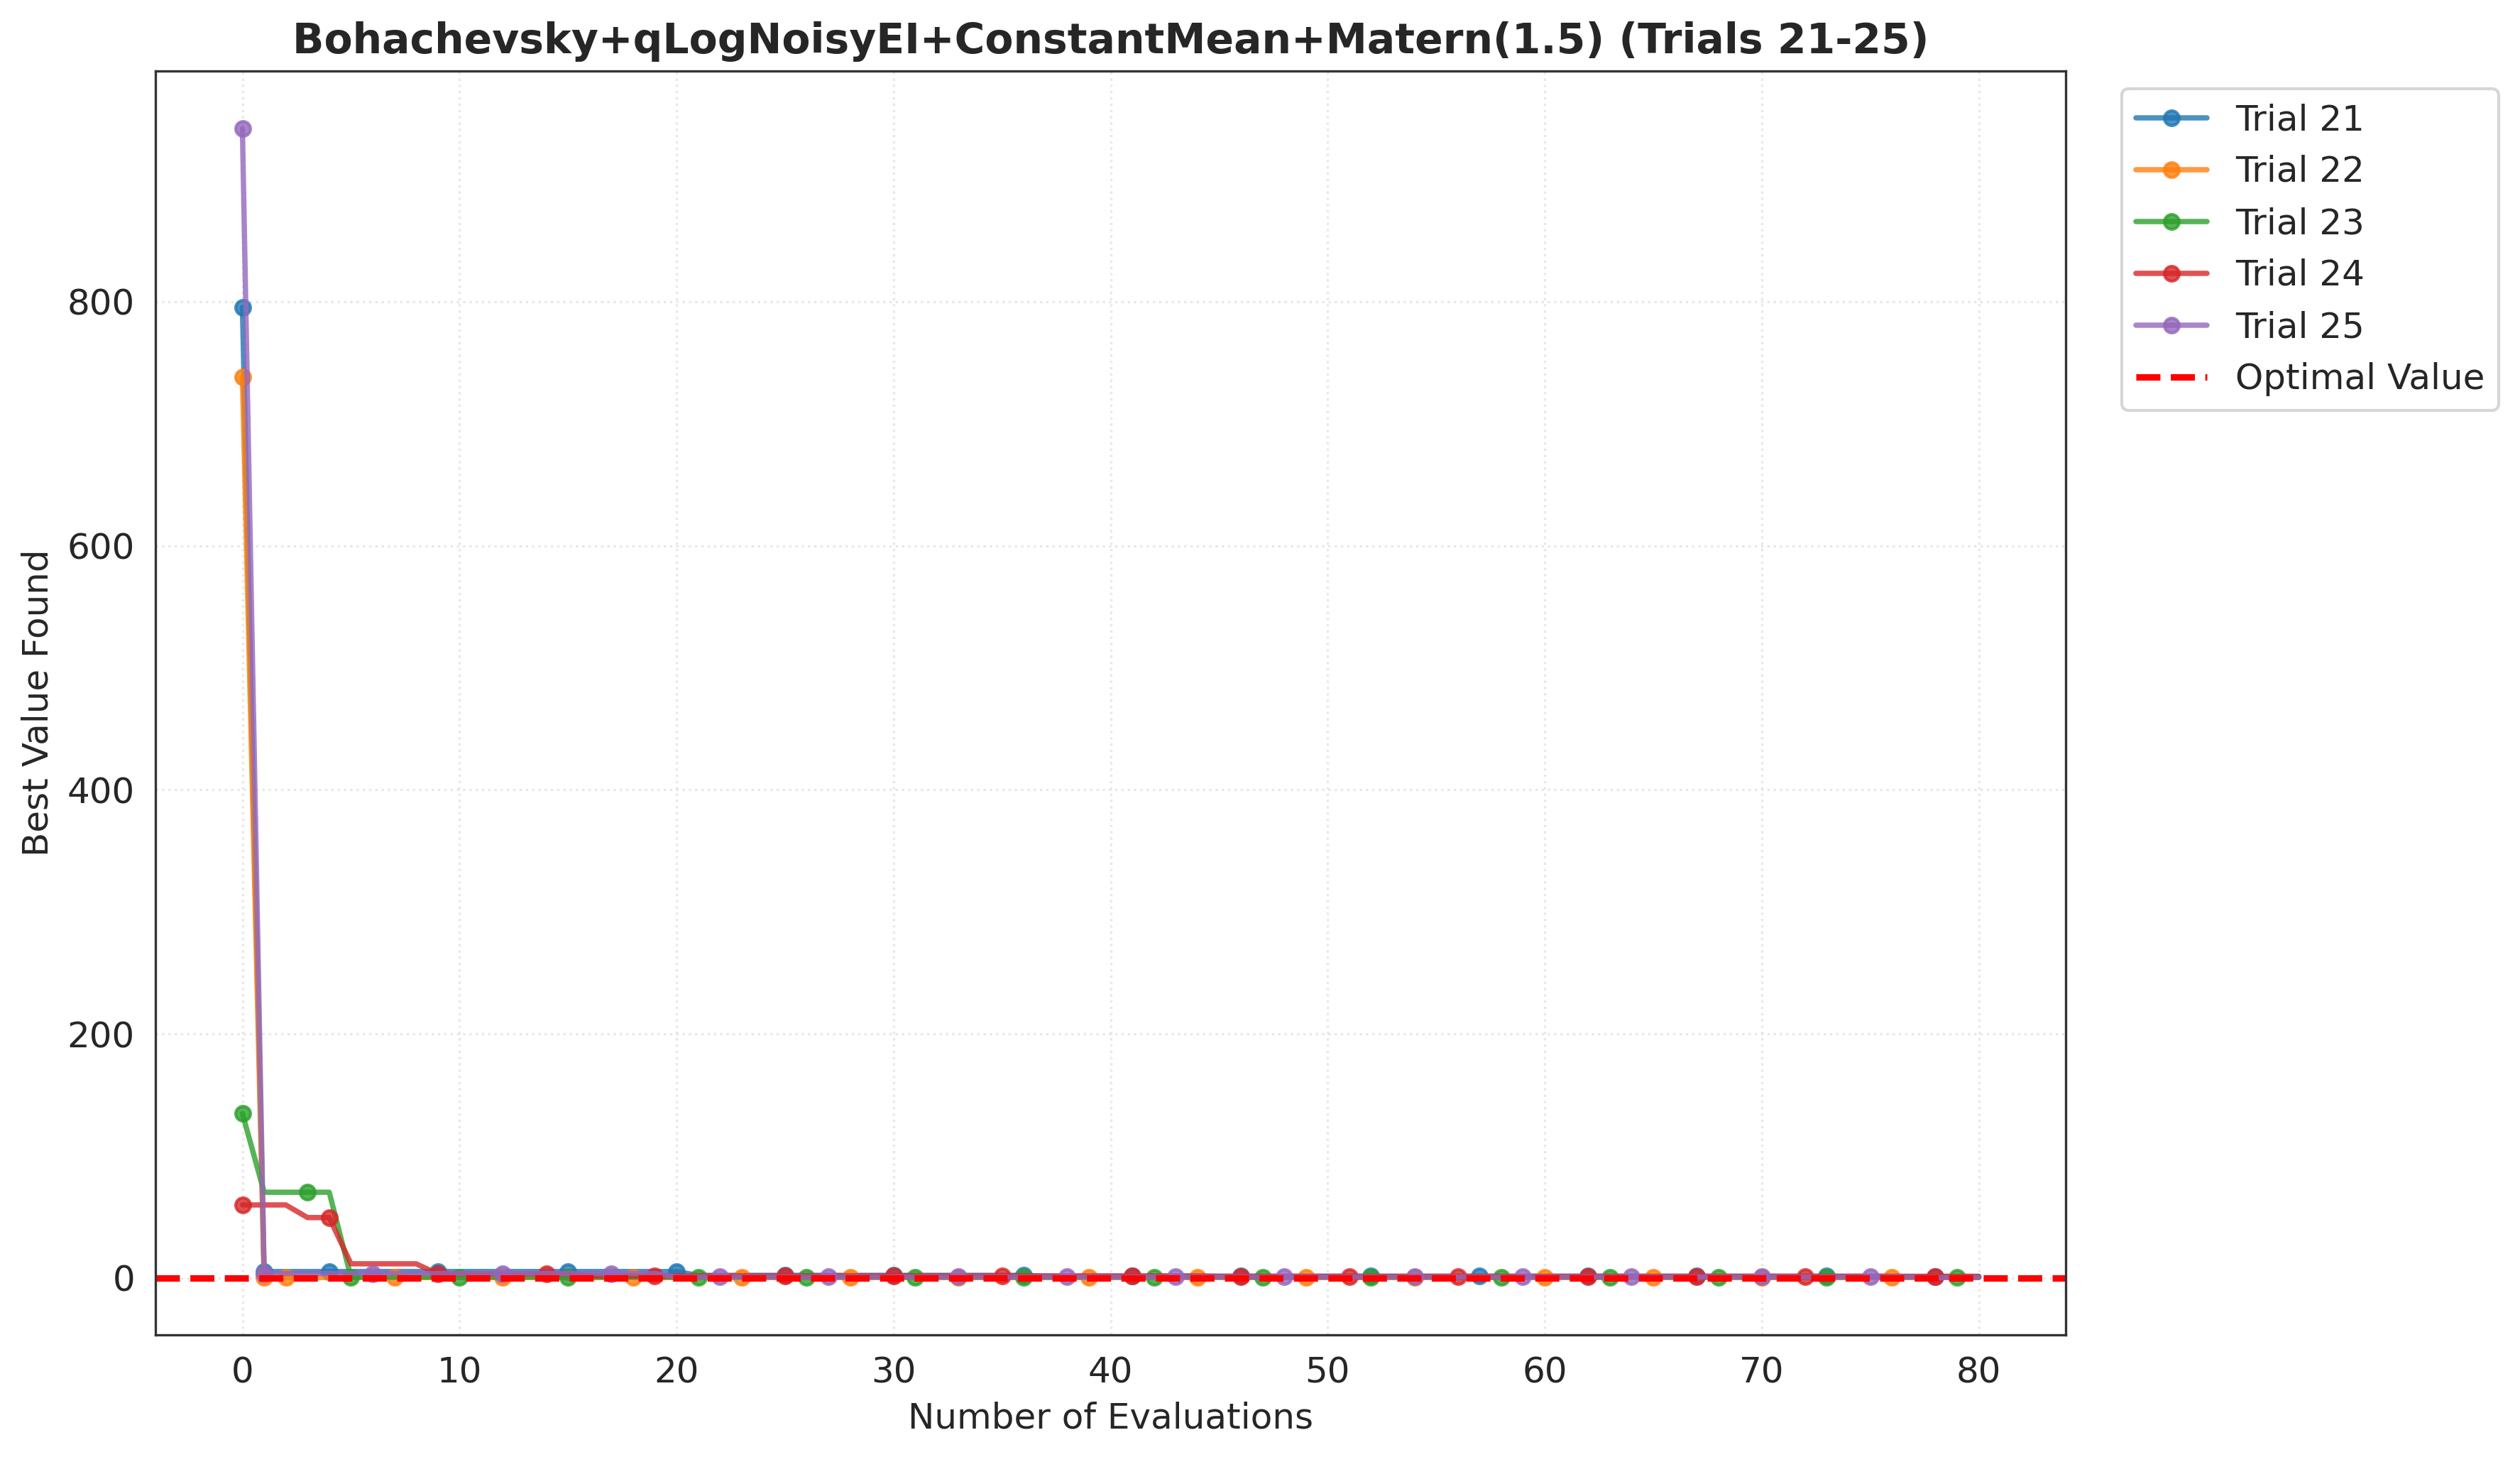 Bohachevsky+qLogNoisyEI+ConstantMean+Matern(1.5) (Trials 21-25)
Trial 21
Trial 22
Trial 23
Trial 24
Trial 25
Optimal Value
Best Value Found
800
600
400
200
0
0 10 20 30 40 50 60 70 80
Number of Evaluations